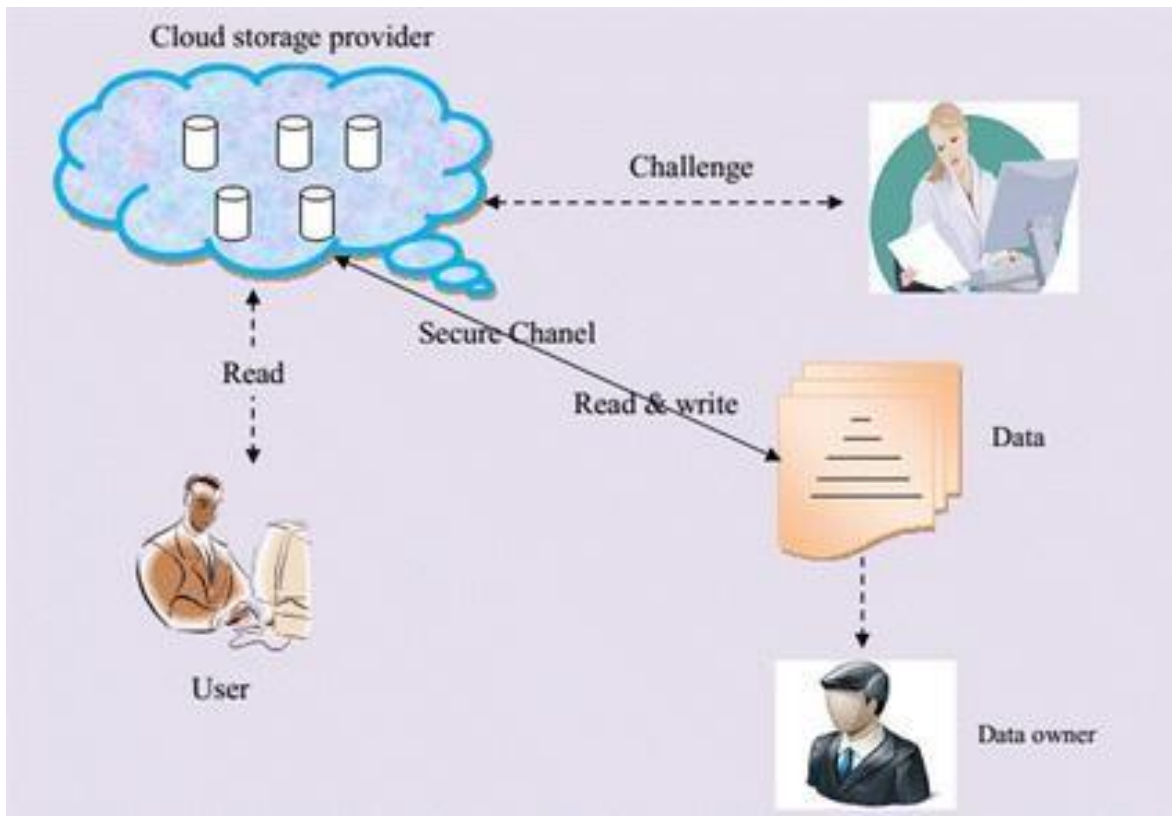 Cloud storage provider
Challenge
Secure Chanel
Read
Read & write
Data
User
Data owner